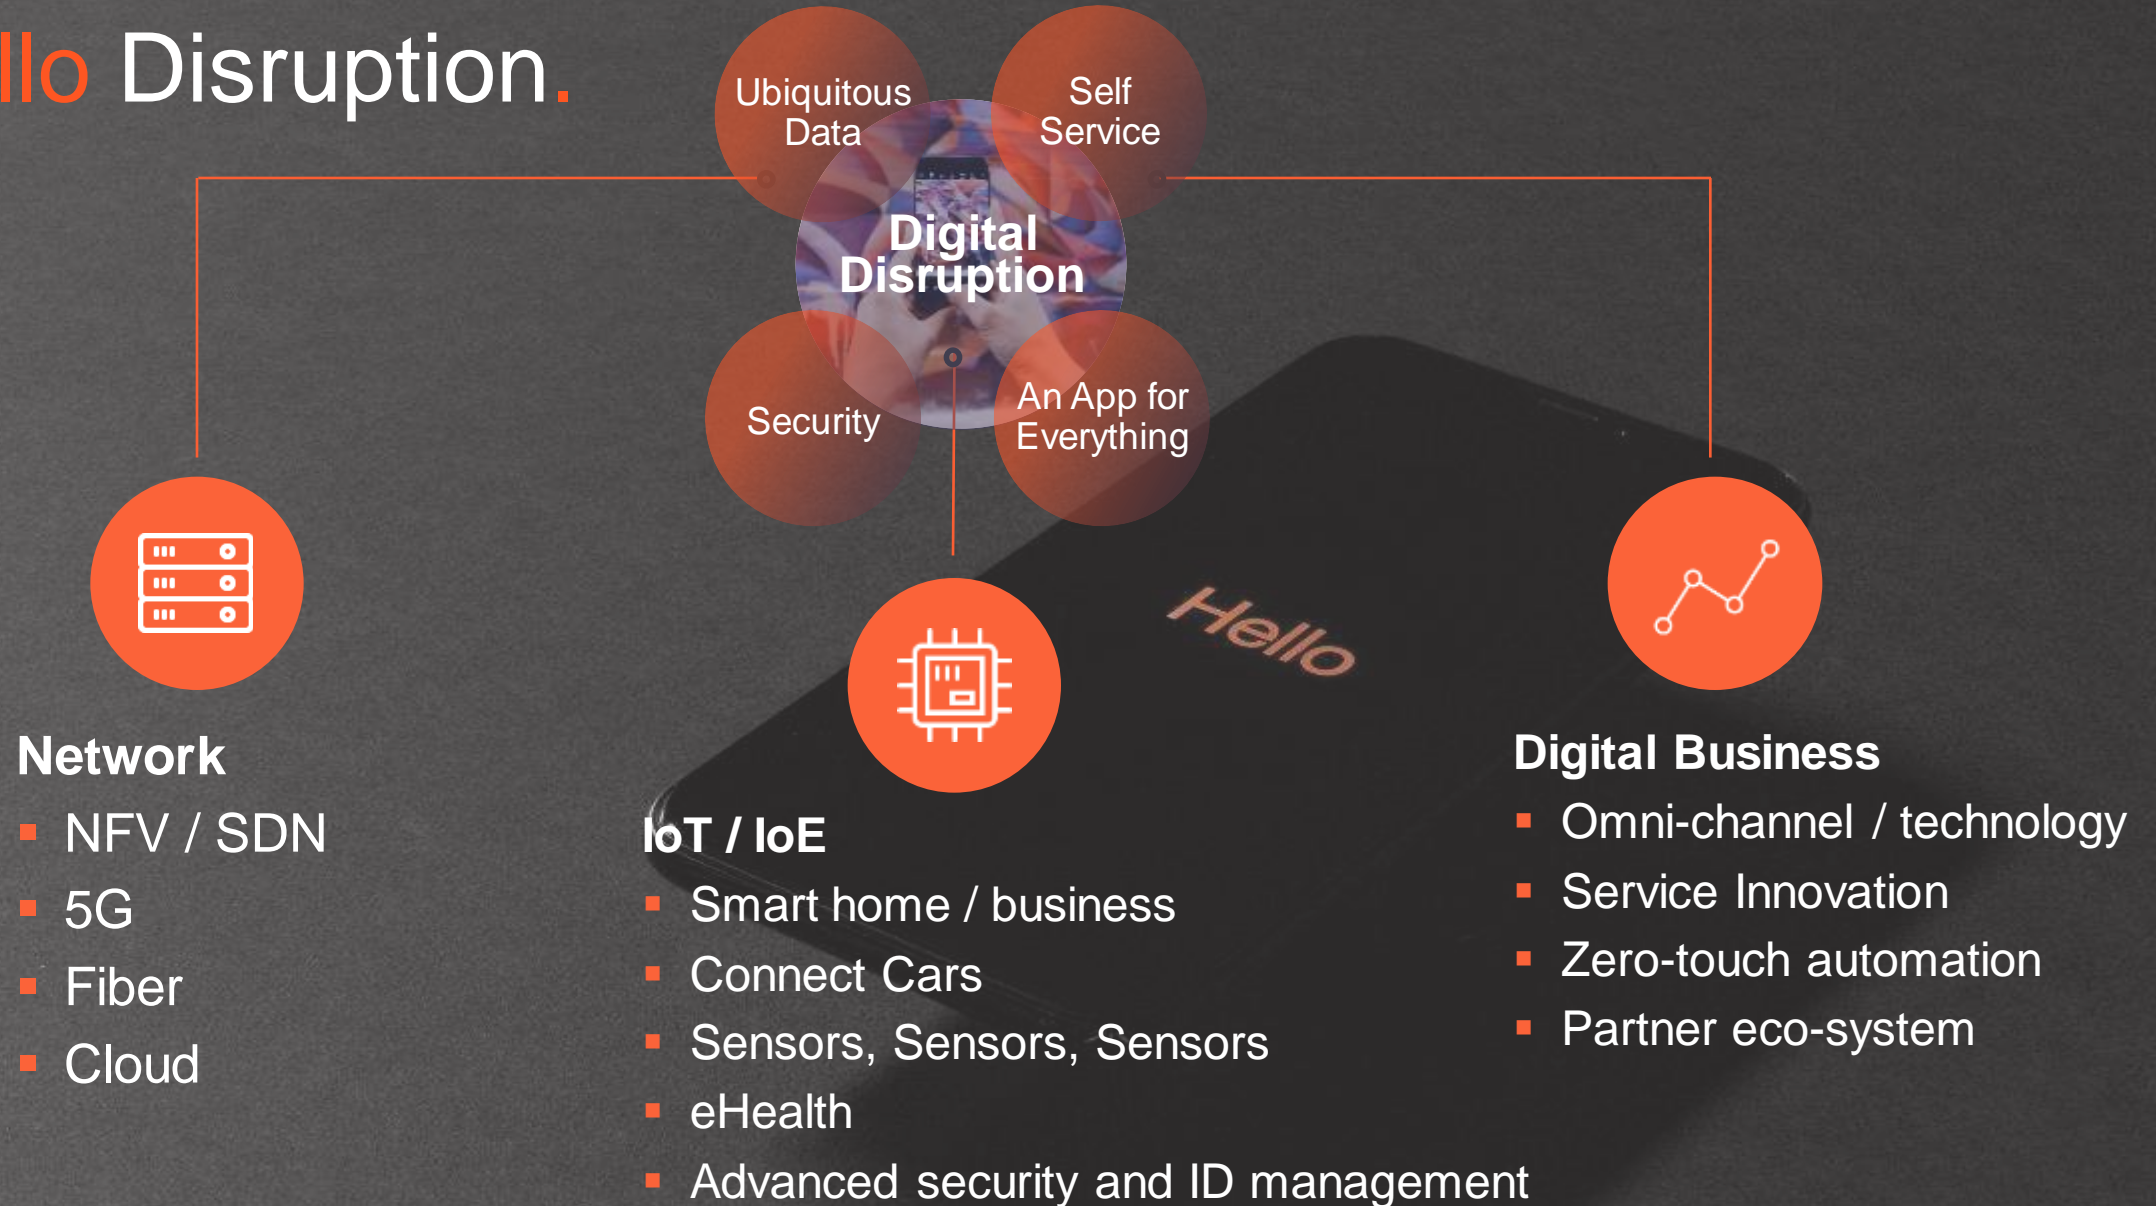 llo Disruption.
Ubiquitous
Data
Self
Service
Digital
Disruption
Security
An App for
Everything
Hello
Network
NFV / SDN
5G
Fiber
Cloud
IoT / IoE
Smart home / business
Connect Cars
Sensors, Sensors, Sensors
eHealth
Advanced security and ID management
Digital Business
Omni-channel / technology
Service Innovation
Zero-touch automation
Partner eco-system